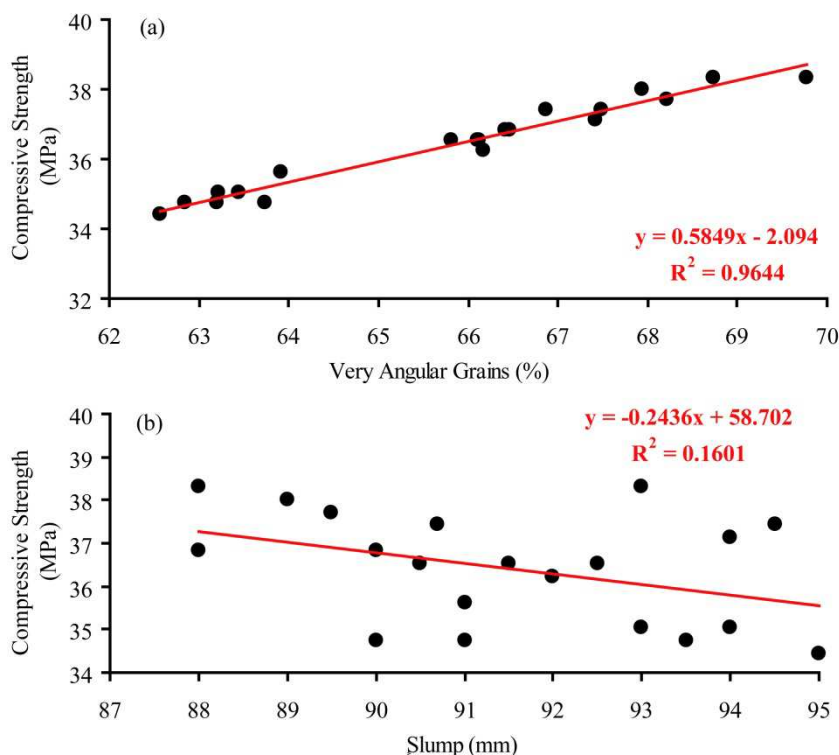 (a)
Compressive Strength
(MPa)
40
38
36
34
32
y = 0.5849x - 2.094
R² = 0.9644
62 63 64 65 66 67 68 69 70
Very Angular Grains (%)
(b)
Compressive Strength
(MPa)
40
39
38
37
36
35
34
y = -0.2436x + 58.702
R² = 0.1601
87 88 89 90 91 92 93 94 95
Slump (mm)